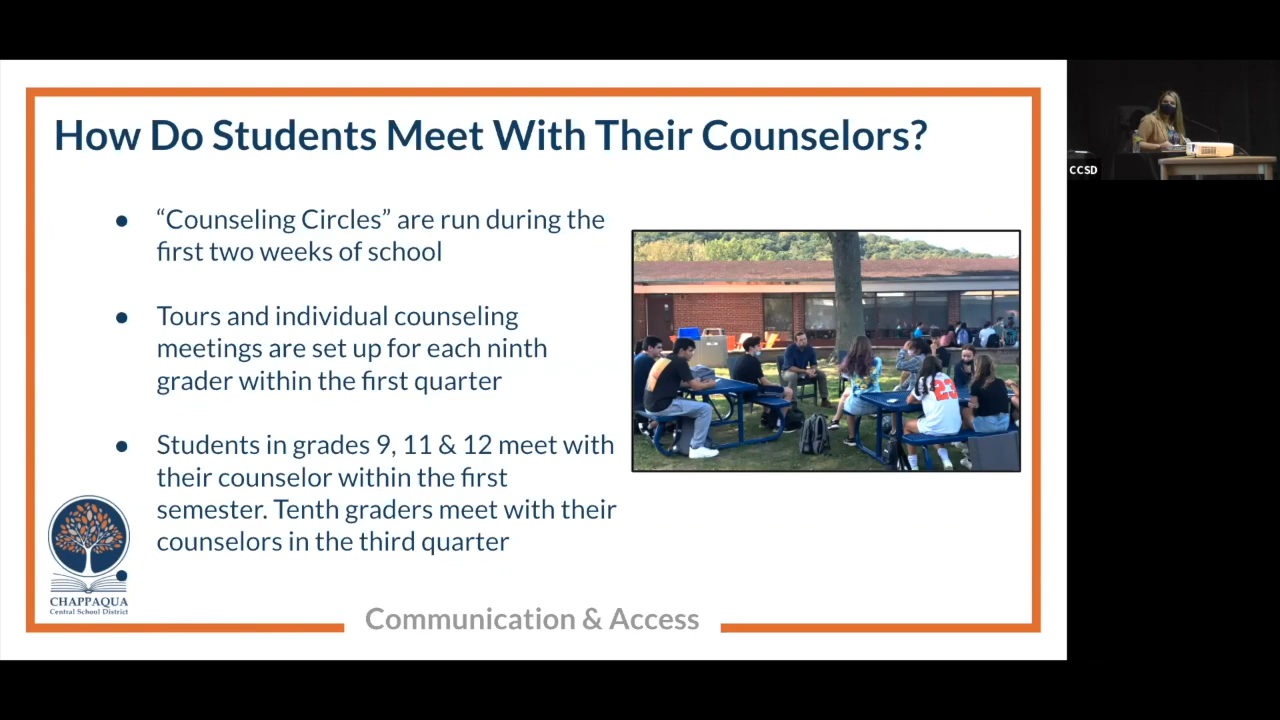 How Do Students Meet With Their Counselors?
● “Counseling Circles” are run during the
first two weeks of school
● Tours and individual counseling
meetings are set up for each ninth
grader within the first quarter
● Students in grades 9, 11 & 12 meet with
their counselor within the first
semester. Tenth graders meet with their
counselors in the third quarter
●
CHAPPAQUA
Central School District
Communication & Access
23
CCSD